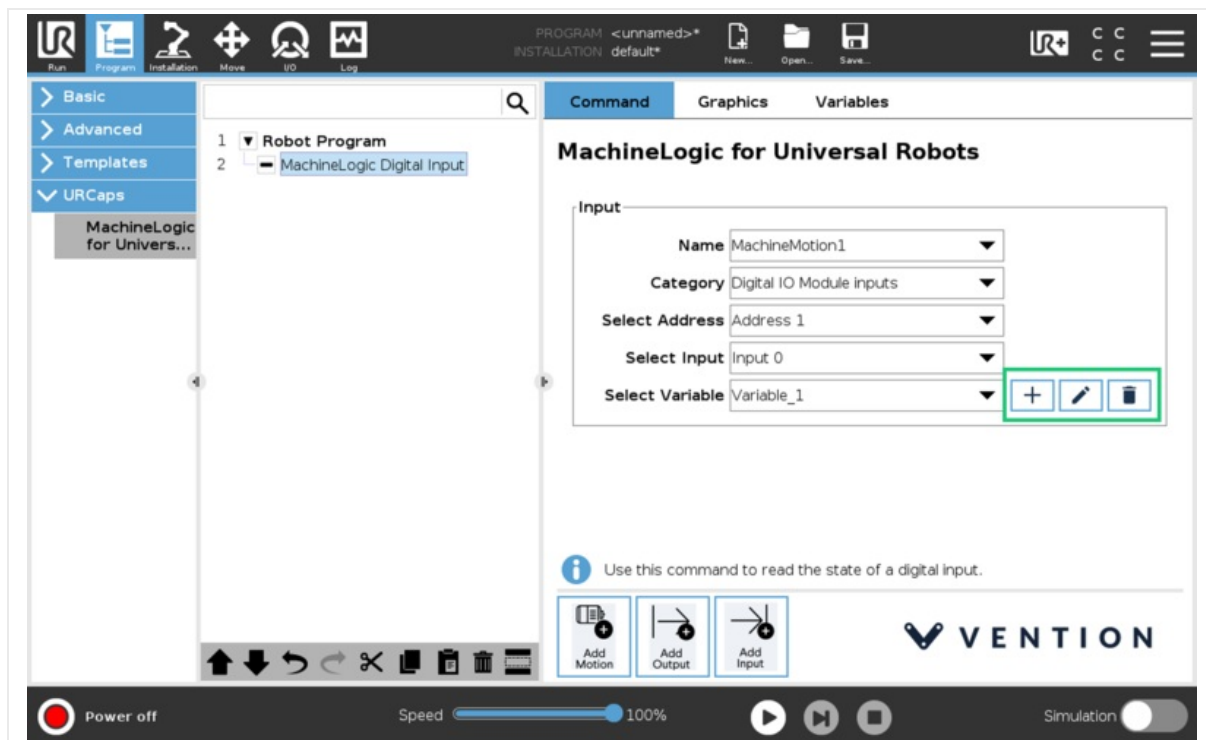 UR
Run
Program
Installation
Move
I/O
Log
PROGRAM <unnamed>*
INSTALLATION default*
New...
Open...
Save...
UR+
C C
C C
Basic
Advanced
Templates
URCaps
MachineLogic
for Univers...
1 Robot Program
2 MachineLogic Digital Input
Command Graphics Variables
MachineLogic for Universal Robots
Input
Name MachineMotion1
Category Digital IO Module inputs
Select Address Address 1
Select Input Input 0
Select Variable Variable_1
Use this command to read the state of a digital input.
Add
Motion
Add
Output
Add
Input
VENTION
Power off
Speed 100%
Simulation